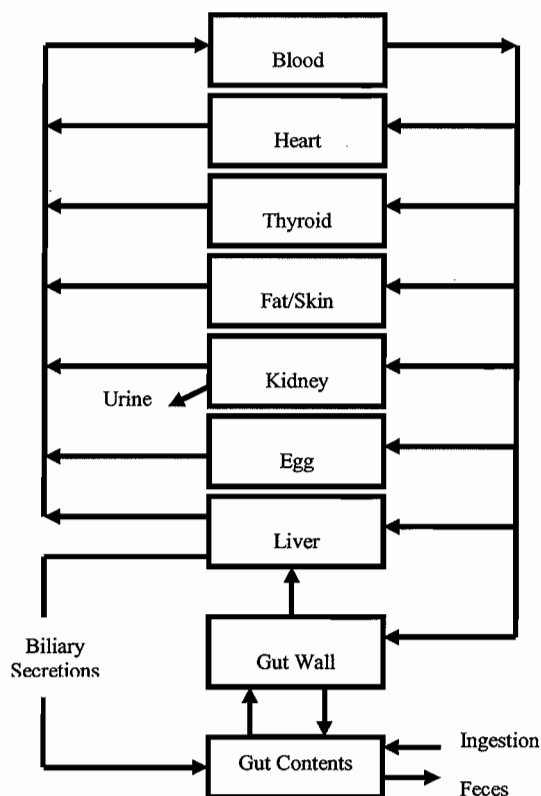 Blood
Heart
Thyroid
Fat/Skin
Kidney
Urine
Egg
Liver
Biliary
Secretions
Gut Wall
Gut Contents
Ingestion
Feces